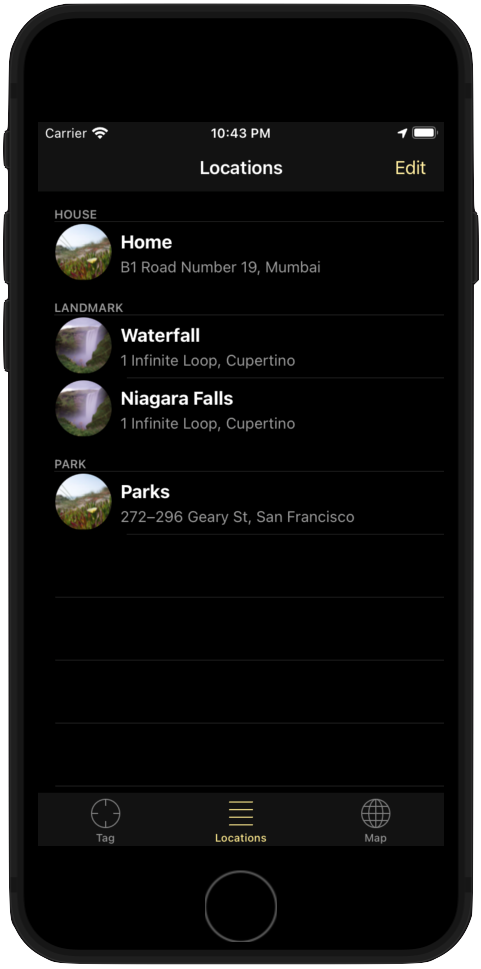 Carrier 10:43 PM
Locations Edit
HOUSE
Home
B1 Road Number 19, Mumbai
LANDMARK
Waterfall
1 Infinite Loop, Cupertino
Niagara Falls
1 Infinite Loop, Cupertino
PARK
Parks
272–296 Geary St, San Francisco
Tag Locations Map